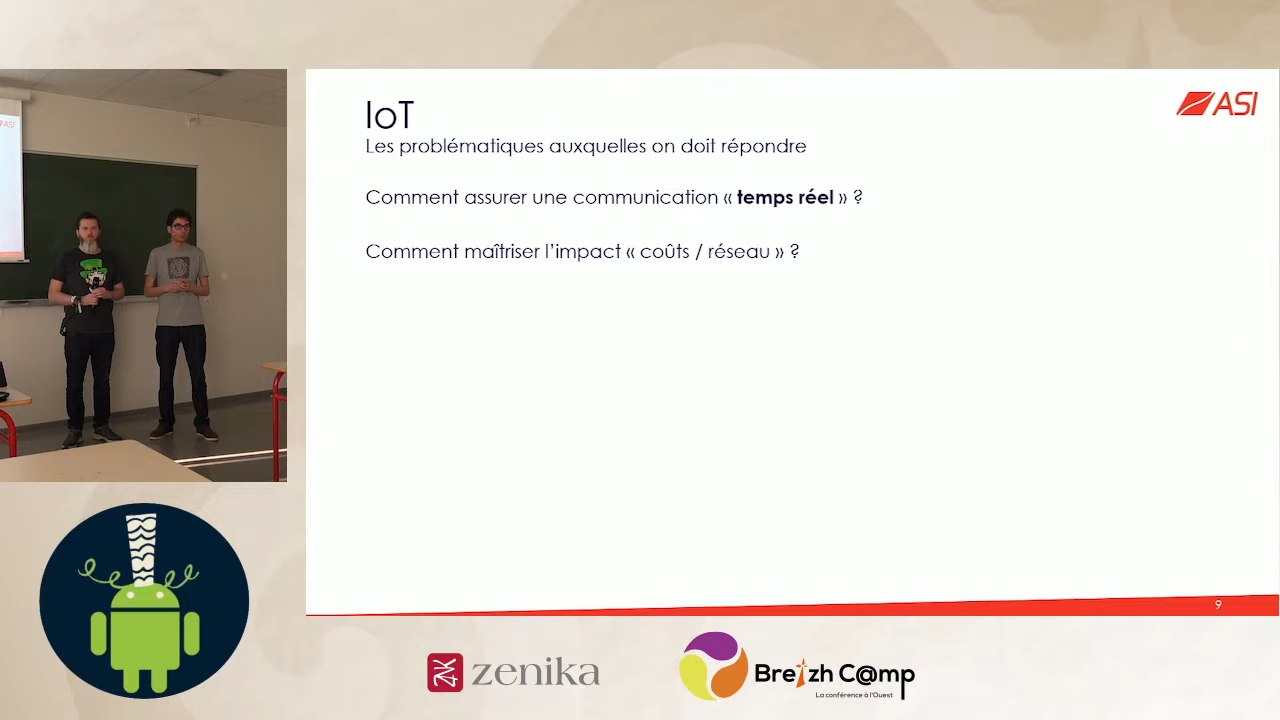 ASI
IoT
ASI
Les problématiques auxquelles on doit répondre
Comment assurer une communication « temps réel » ?
Comment maîtriser l’impact « coûts / réseau » ?
9
zenika
Breizh C@mp
La conférence à l'Ouest